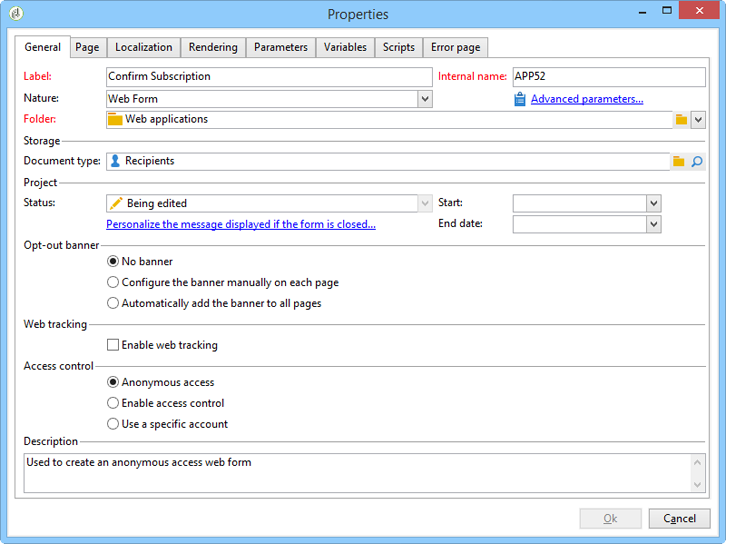 Properties
General Page Localization Rendering Parameters Variables Scripts Error page
Label: Confirm Subscription Internal name: APP52
Nature: Web Form Advanced parameters...
Folder: Web applications
Storage
Document type: Recipients
Project
Status: Being edited Start:
Personalize the message displayed if the form is closed... End date:
Opt-out banner
No banner
Configure the banner manually on each page
Automatically add the banner to all pages
Web tracking
Enable web tracking
Access control
Anonymous access
Enable access control
Use a specific account
Description
Used to create an anonymous access web form
Ok Cancel